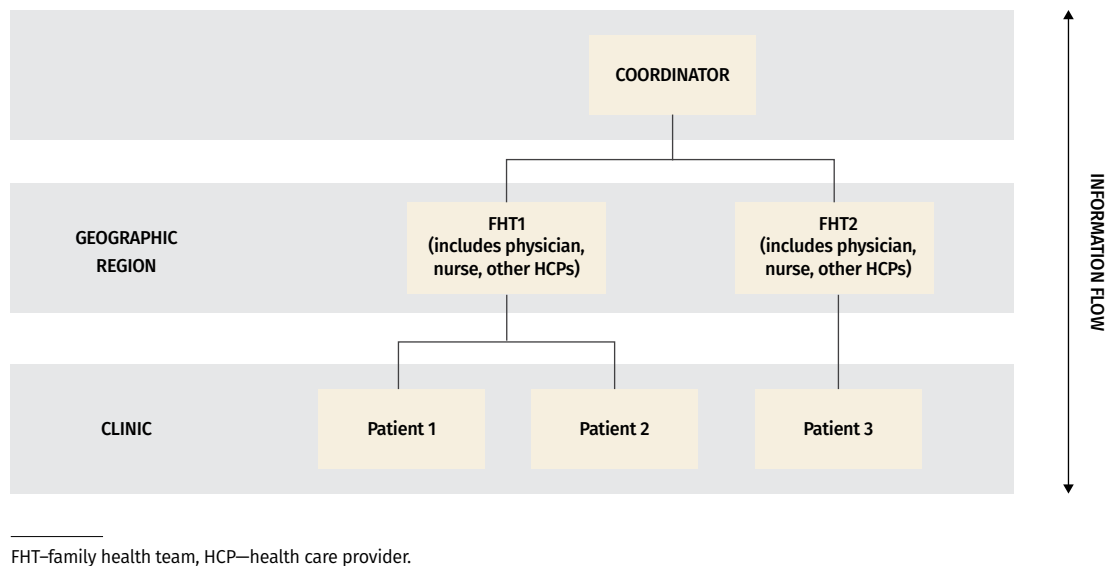 COORDINATOR
GEOGRAPHIC
REGION
FHT1
(includes physician,
nurse, other HCPs)
FHT2
(includes physician,
nurse, other HCPs)
CLINIC
Patient 1
Patient 2
Patient 3
INFORMATION FLOW
FHT–family health team, HCP—health care provider.